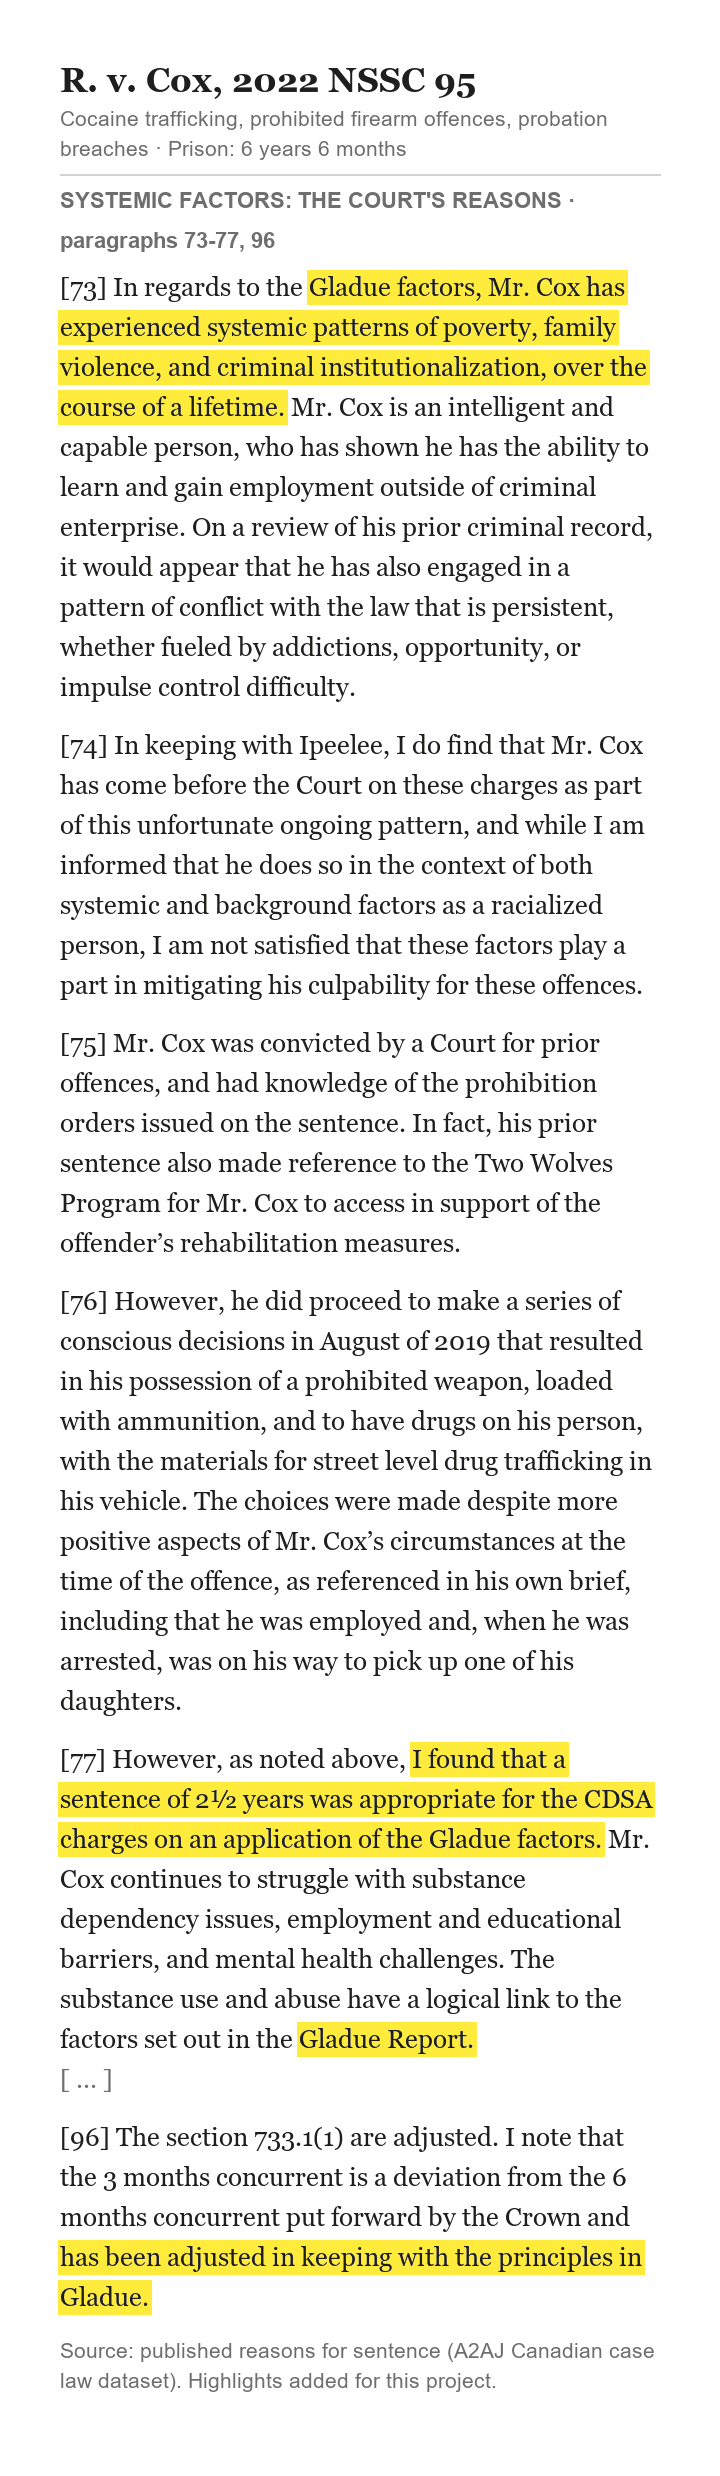 R. v. Cox, 2022 NSSC 95
Cocaine trafficking, prohibited firearm offences, probation
breaches · Prison: 6 years 6 months
SYSTEMIC FACTORS: THE COURT'S REASONS ·
paragraphs 73-77, 96
[73] In regards to the Gladue factors, Mr. Cox has
experienced systemic patterns of poverty, family
violence, and criminal institutionalization, over the
course of a lifetime. Mr. Cox is an intelligent and
capable person, who has shown he has the ability to
learn and gain employment outside of criminal
enterprise. On a review of his prior criminal record,
it would appear that he has also engaged in a
pattern of conflict with the law that is persistent,
whether fueled by addictions, opportunity, or
impulse control difficulty.
[74] In keeping with Ipeelee, I do find that Mr. Cox
has come before the Court on these charges as part
of this unfortunate ongoing pattern, and while I am
informed that he does so in the context of both
systemic and background factors as a racialized
person, I am not satisfied that these factors play a
part in mitigating his culpability for these offences.
[75] Mr. Cox was convicted by a Court for prior
offences, and had knowledge of the prohibition
orders issued on the sentence. In fact, his prior
sentence also made reference to the Two Wolves
Program for Mr. Cox to access in support of the
offender’s rehabilitation measures.
[76] However, he did proceed to make a series of
conscious decisions in August of 2019 that resulted
in his possession of a prohibited weapon, loaded
with ammunition, and to have drugs on his person,
with the materials for street level drug trafficking in
his vehicle. The choices were made despite more
positive aspects of Mr. Cox’s circumstances at the
time of the offence, as referenced in his own brief,
including that he was employed and, when he was
arrested, was on his way to pick up one of his
daughters.
[77] However, as noted above, I found that a
sentence of 2½ years was appropriate for the CDSA
charges on an application of the Gladue factors. Mr.
Cox continues to struggle with substance
dependency issues, employment and educational
barriers, and mental health challenges. The
substance use and abuse have a logical link to the
factors set out in the Gladue Report.
[ ... ]
[96] The section 733.1(1) are adjusted. I note that
the 3 months concurrent is a deviation from the 6
months concurrent put forward by the Crown and
has been adjusted in keeping with the principles in
Gladue.
Source: published reasons for sentence (A2AJ Canadian case
law dataset). Highlights added for this project.